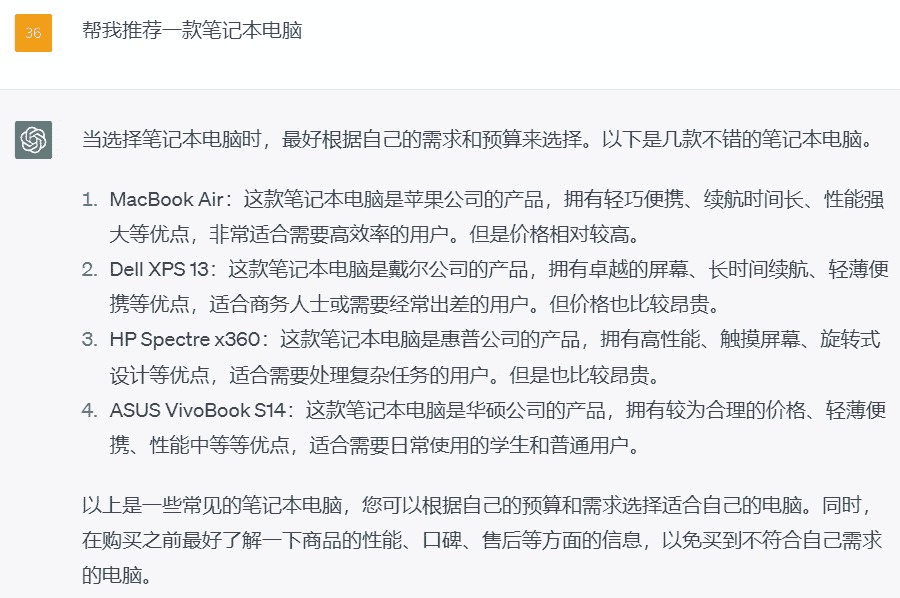 36
帮我推荐一款笔记本电脑
当选择笔记本电脑时，最好根据自己的需求和预算来选择。以下是几款不错的笔记本电脑。
1. MacBook Air：这款笔记本电脑是苹果公司的产品，拥有轻巧便携、续航时间长、性能强
大等优点，非常适合需要高效率的用户。但是价格相对较高。
2. Dell XPS 13：这款笔记本电脑是戴尔公司的产品，拥有卓越的屏幕、长时间续航、轻薄便
携等优点，适合商务人士或需要经常出差的用户。但价格也比较昂贵。
3. HP Spectre x360：这款笔记本电脑是惠普公司的产品，拥有高性能、触摸屏幕、旋转式
设计等优点，适合需要处理复杂任务的用户。但是也比较昂贵。
4. ASUS VivoBook S14：这款笔记本电脑是华硕公司的产品，拥有较为合理的价格、轻薄便
携、性能中等等优点，适合需要日常使用的学生和普通用户。
以上是一些常见的笔记本电脑，您可以根据自己的预算和需求选择适合自己的电脑。同时，
在购买之前最好了解一下商品的性能、口碑、售后等方面的信息，以免买到不符合自己需求
的电脑。